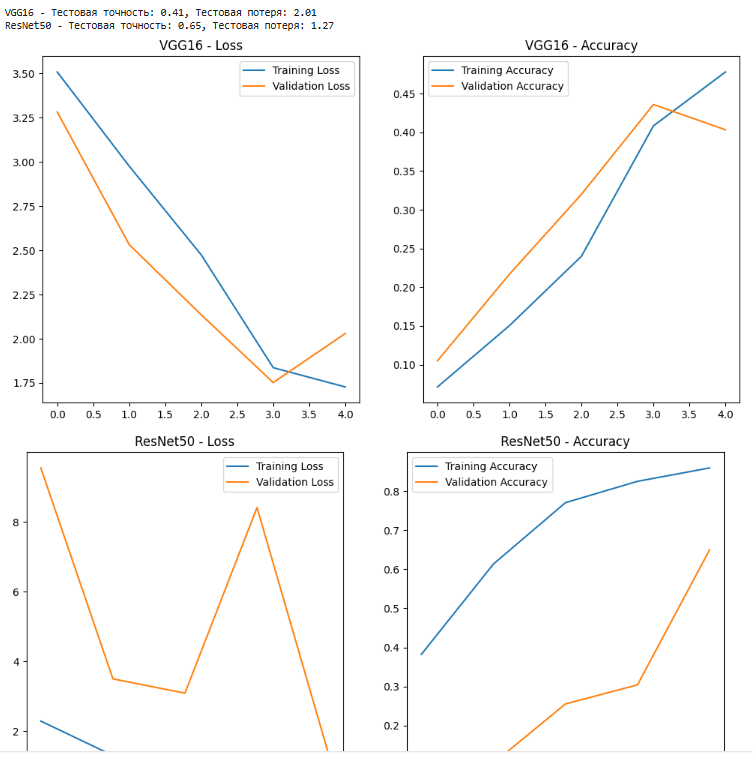 VGG16 - Тестовая точность: 0.41, Тестовая потеря: 2.01
ResNet50 - Тестовая точность: 0.65, Тестовая потеря: 1.27
VGG16 - Loss
Training Loss
Validation Loss
3.50
3.25
3.00
2.75
2.50
2.25
2.00
1.75
0.0 0.5 1.0 1.5 2.0 2.5 3.0 3.5 4.0
VGG16 - Accuracy
Training Accuracy
Validation Accuracy
0.45
0.40
0.35
0.30
0.25
0.20
0.15
0.10
0.0 0.5 1.0 1.5 2.0 2.5 3.0 3.5 4.0
ResNet50 - Loss
Training Loss
Validation Loss
8
6
4
2
ResNet50 - Accuracy
Training Accuracy
Validation Accuracy
0.8
0.7
0.6
0.5
0.4
0.3
0.2